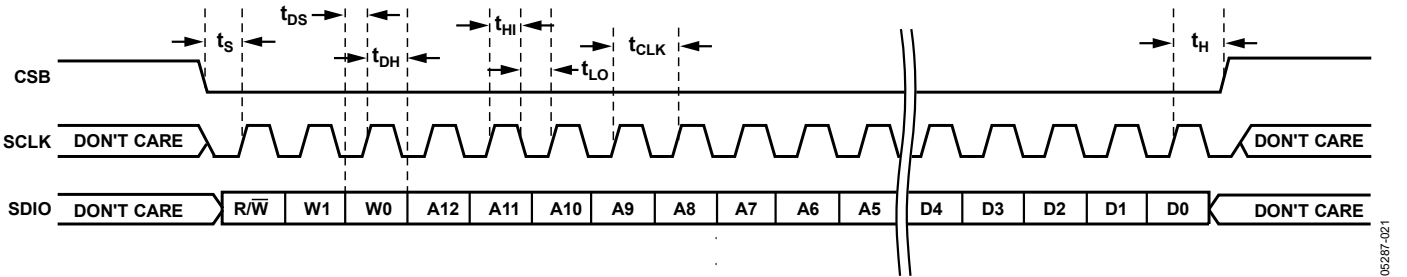 tS
tDS
tDH
tHI
tLO
tCLK
tH
CSB
SCLK DON'T CARE DON'T CARE
SDIO DON'T CARE R/W̅ W1 W0 A12 A11 A10 A9 A8 A7 A6 A5 D4 D3 D2 D1 D0 DON'T CARE
05287-021